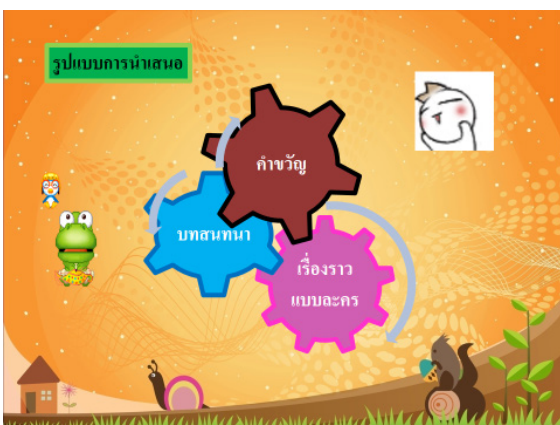 รูปแบบการนำเสนอ
คำขวัญ
บทสนทนา
เรื่องราว
แบบละคร